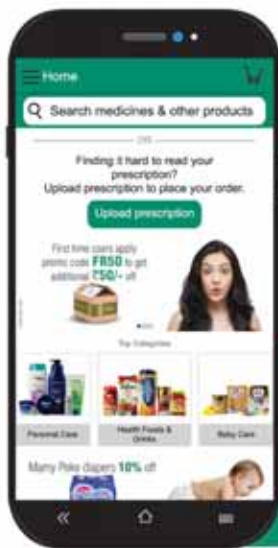 Home
Search medicines & other products
OR
Finding it hard to read your
prescription?
Upload prescription to place your order.
Upload prescription
First time users apply
promo code FR50 to get
additional ₹50/- off
Top Categories
Personal Care
Health Foods &
Drinks
Baby Care
Mamy Poko diapers 10% off